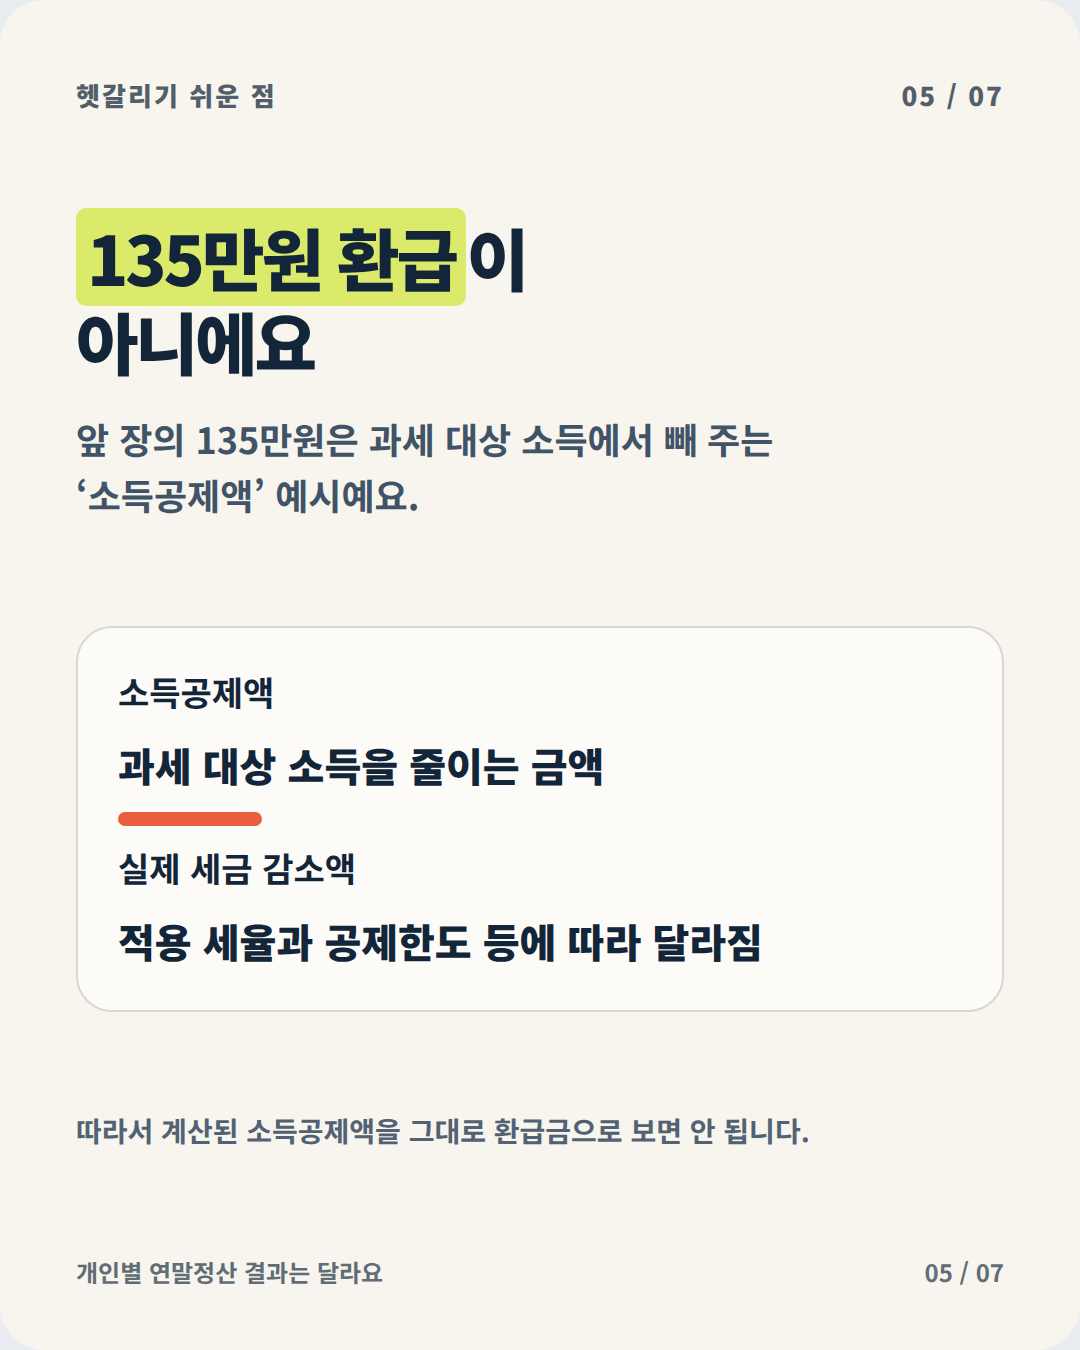 헷갈리기 쉬운 점
05 / 07
135만원 환급이
아니에요
앞 장의 135만원은 과세 대상 소득에서 빼 주는
‘소득공제액’ 예시예요.
소득공제액
과세 대상 소득을 줄이는 금액
실제 세금 감소액
적용 세율과 공제한도 등에 따라 달라짐
따라서 계산된 소득공제액을 그대로 환급금으로 보면 안 됩니다.
개인별 연말정산 결과는 달라요
05 / 07